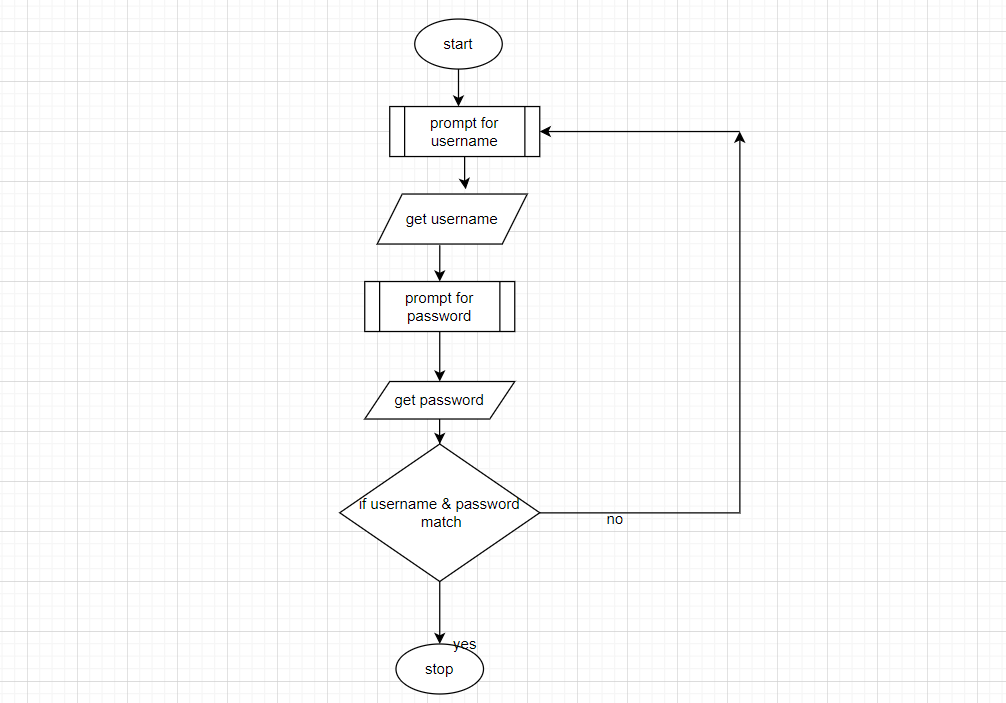 start
prompt for
username
get username
prompt for
password
get password
if username & password
match
no
yes
stop